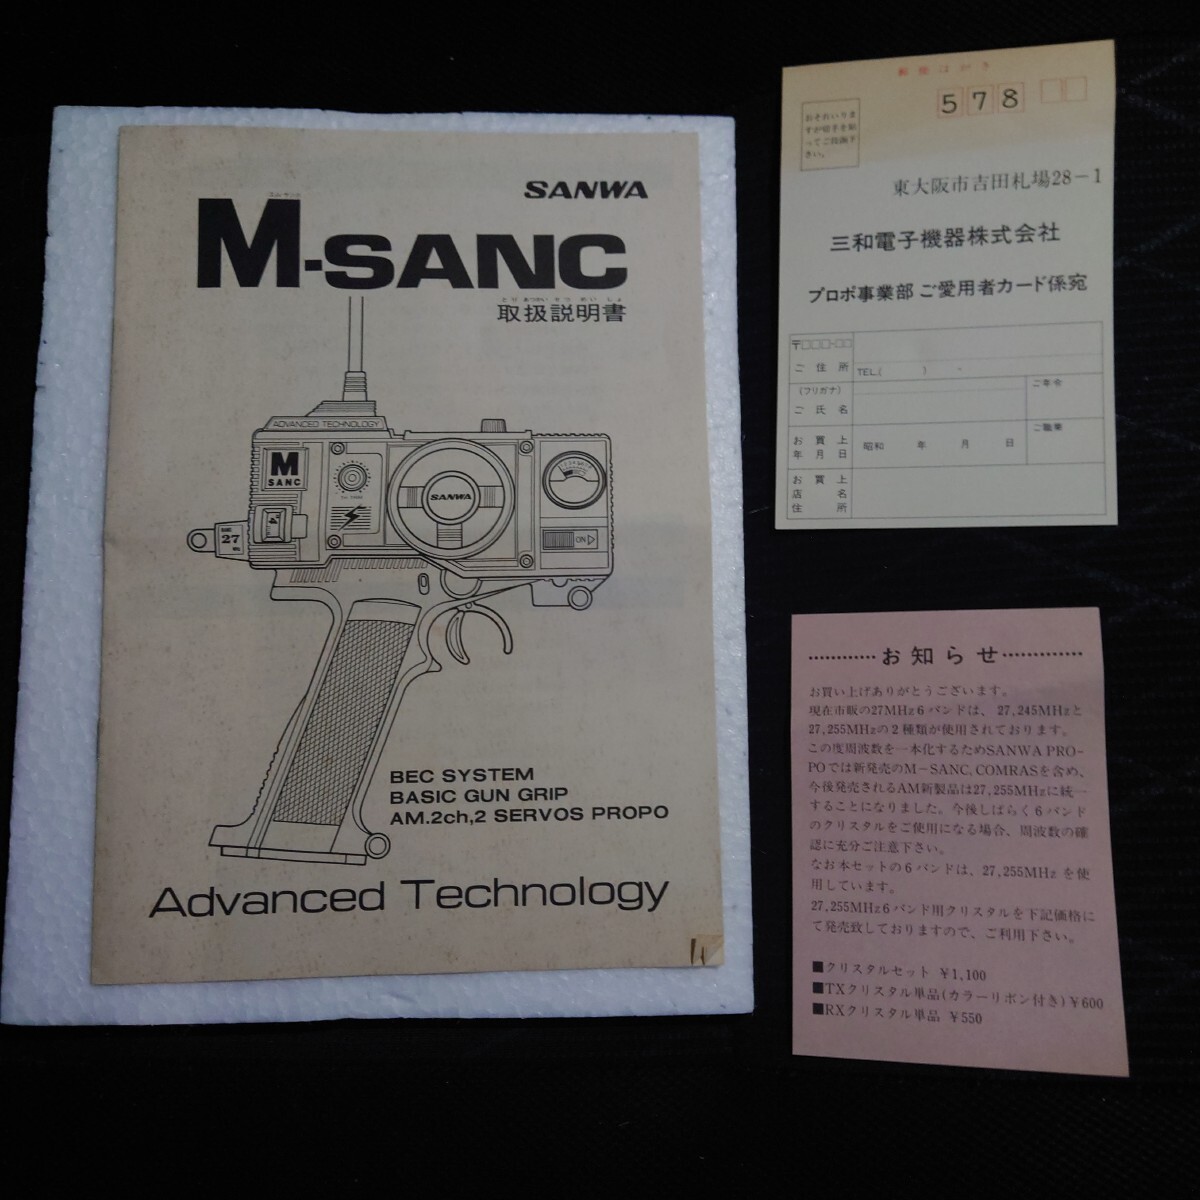 SANWA
エム サンク
M-SANC
とり あつかい せつ めい しょ
取扱説明書
ADVANCED TECHNOLOGY
M
SANC
SANWA
27
ON
BEC SYSTEM
BASIC GUN GRIP
AM.2ch,2 SERVOS PROPO
Advanced Technology
郵便はがき
578
おそれいりま
すが切手を貼
ってご投函下
さい。
東大阪市吉田札場28-1
三和電子機器株式会社
プロポ事業部 ご愛用者カード係宛
〒□□□-□□
ご住所
TEL( )
(フリガナ)
ご氏名
ご年令
お買上
年月日
昭和 年 月 日
ご職業
お買上
店名
住所
…………お知らせ…………
お買い上げありがとうございます。
現在市販の27MHz6バンドは、27,245MHzと
27,255MHzの2種類が使用されております。
この度周波数を一本化するためSANWA PRO-
POでは新発売のM-SANC, COMRASを含め、
今後発売されるAM新製品は27,255MHzに統一
することになりました。今後しばらく6バンド
のクリスタルをご使用になる場合、周波数の確
認に充分ご注意下さい。
なお本セットの6バンドは、27,255MHzを使
用しています。
27,255MHz6バンド用クリスタルを下記価格に
て発売致しておりますので、ご利用下さい。
■クリスタルセット ¥1,100
■TXクリスタル単品(カラーリボン付き)¥600
■RXクリスタル単品 ¥550